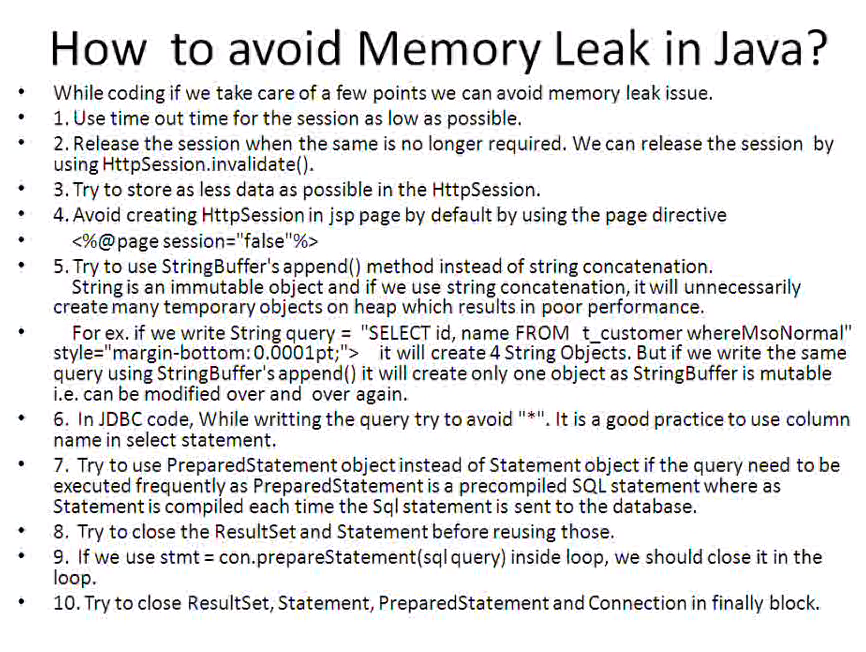 How to avoid Memory Leak in Java?
• While coding if we take care of a few points we can avoid memory leak issue.
• 1. Use time out time for the session as low as possible.
• 2. Release the session when the same is no longer required. We can release the session by
using HttpSession.invalidate().
• 3. Try to store as less data as possible in the HttpSession.
• 4. Avoid creating HttpSession in jsp page by default by using the page directive
• <%@page session="false"%>
• 5. Try to use StringBuffer's append() method instead of string concatenation.
String is an immutable object and if we use string concatenation, it will unnecessarily
create many temporary objects on heap which results in poor performance.
• For ex. if we write String query = "SELECT id, name FROM t_customer whereMsoNormal"
style="margin-bottom: 0.0001pt;"> it will create 4 String Objects. But if we write the same
query using StringBuffer's append() it will create only one object as StringBuffer is mutable
i.e. can be modified over and over again.
• 6. In JDBC code, While writting the query try to avoid "*". It is a good practice to use column
name in select statement.
• 7. Try to use PreparedStatement object instead of Statement object if the query need to be
executed frequently as PreparedStatement is a precompiled SQL statement where as
Statement is compiled each time the Sql statement is sent to the database.
• 8. Try to close the ResultSet and Statement before reusing those.
• 9. If we use stmt = con.prepareStatement(sql query) inside loop, we should close it in the
loop.
• 10. Try to close ResultSet, Statement, PreparedStatement and Connection in finally block.